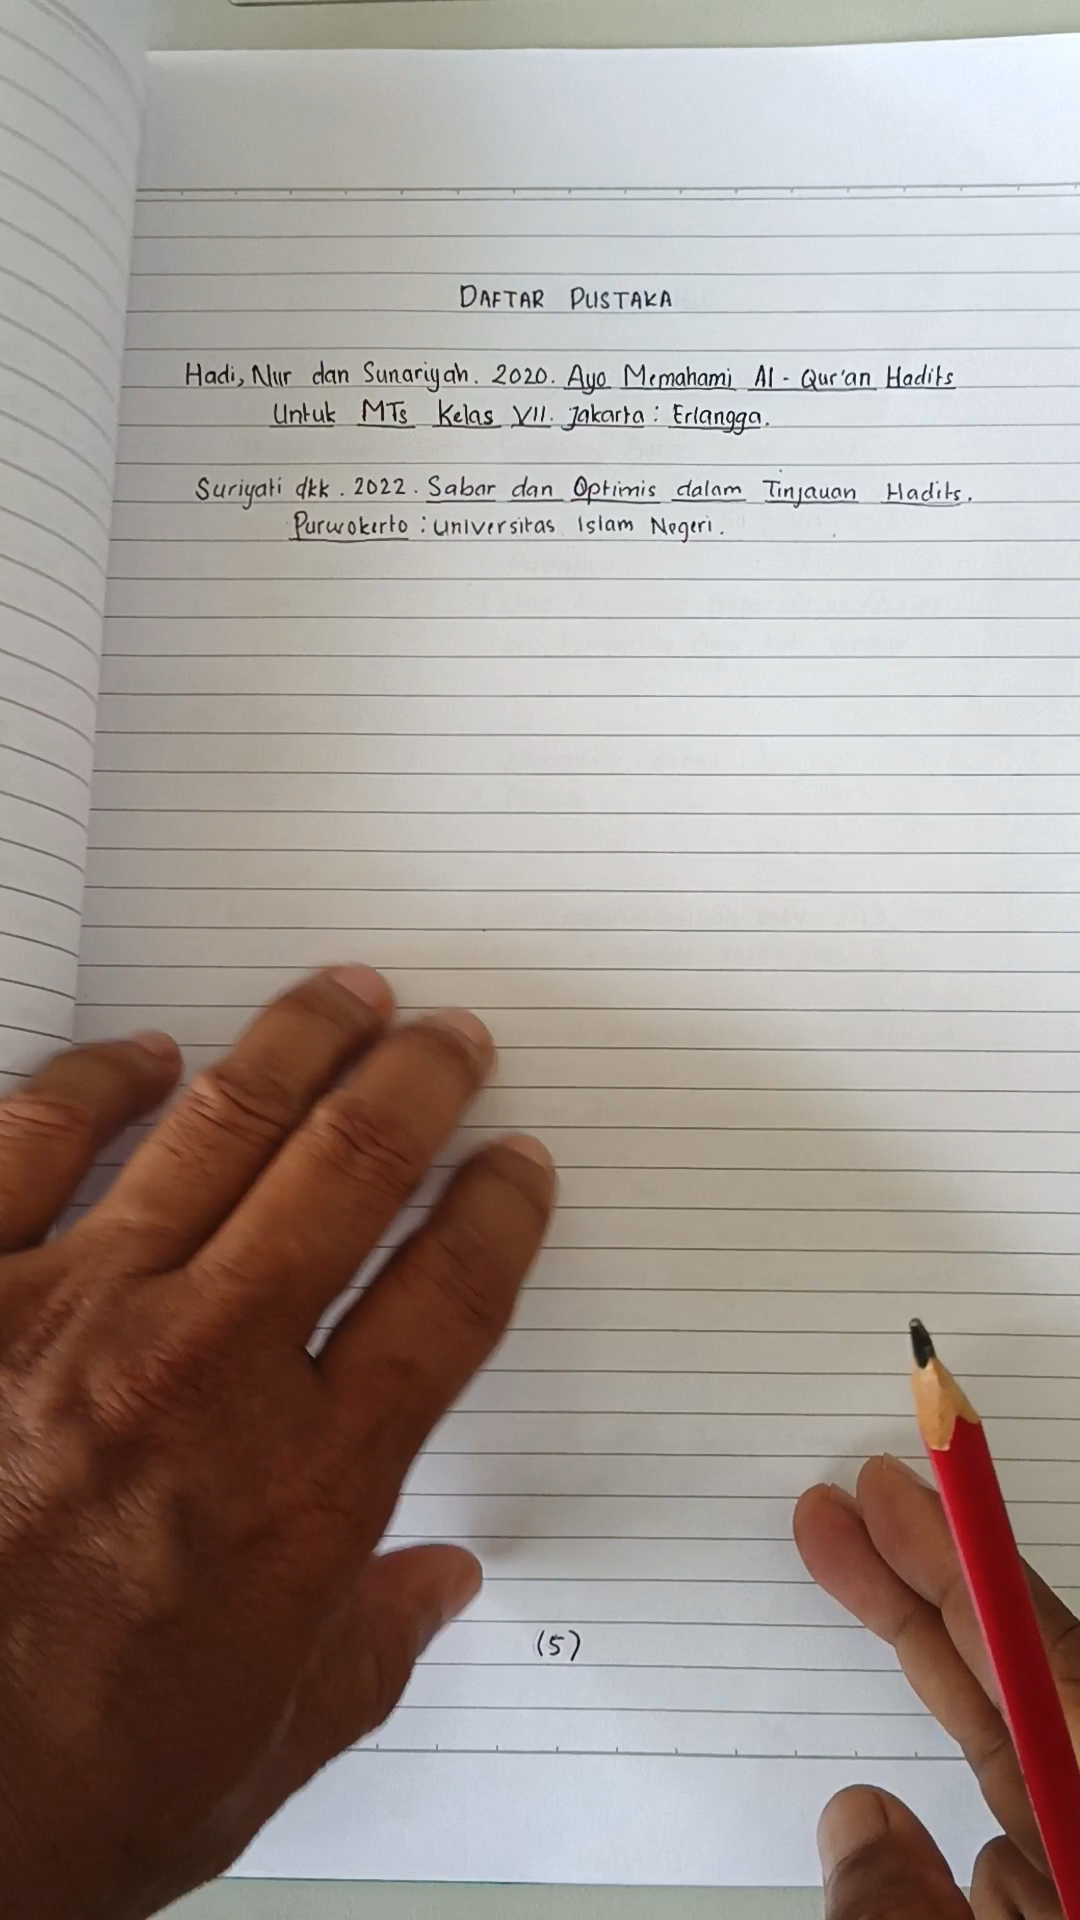 DAFTAR PUSTAKA
Hadi, Nur dan Sunariyah. 2020. Ayo Memahami Al - Qur'an Hadits
Untuk MTs Kelas VII. Jakarta : Erlangga.
Suriyati dkk. 2022. Sabar dan Optimis dalam Tinjauan Hadits.
Purwokerto : Universitas Islam Negeri.
(5)